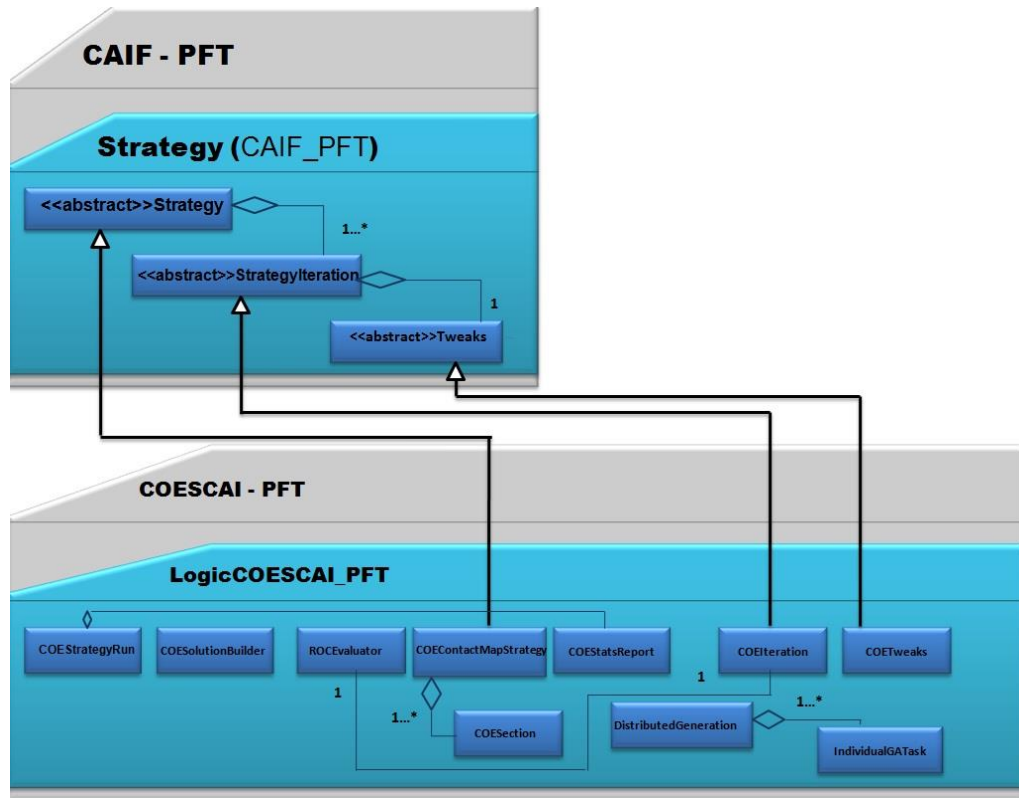 CAIF - PFT
Strategy (CAIF_PFT)
<<abstract>>Strategy
1...*
<<abstract>>StrategyIteration
1
<<abstract>>Tweaks
COESCAI - PFT
LogicCOESCAI_PFT
COEStrategyRun
COESolutionBuilder
ROCEvaluator
COEContactMapStrategy
COEStatsReport
COEIteration
COETweaks
1
1
1...*
1...*
COESection
DistributedGeneration
IndividualGATask